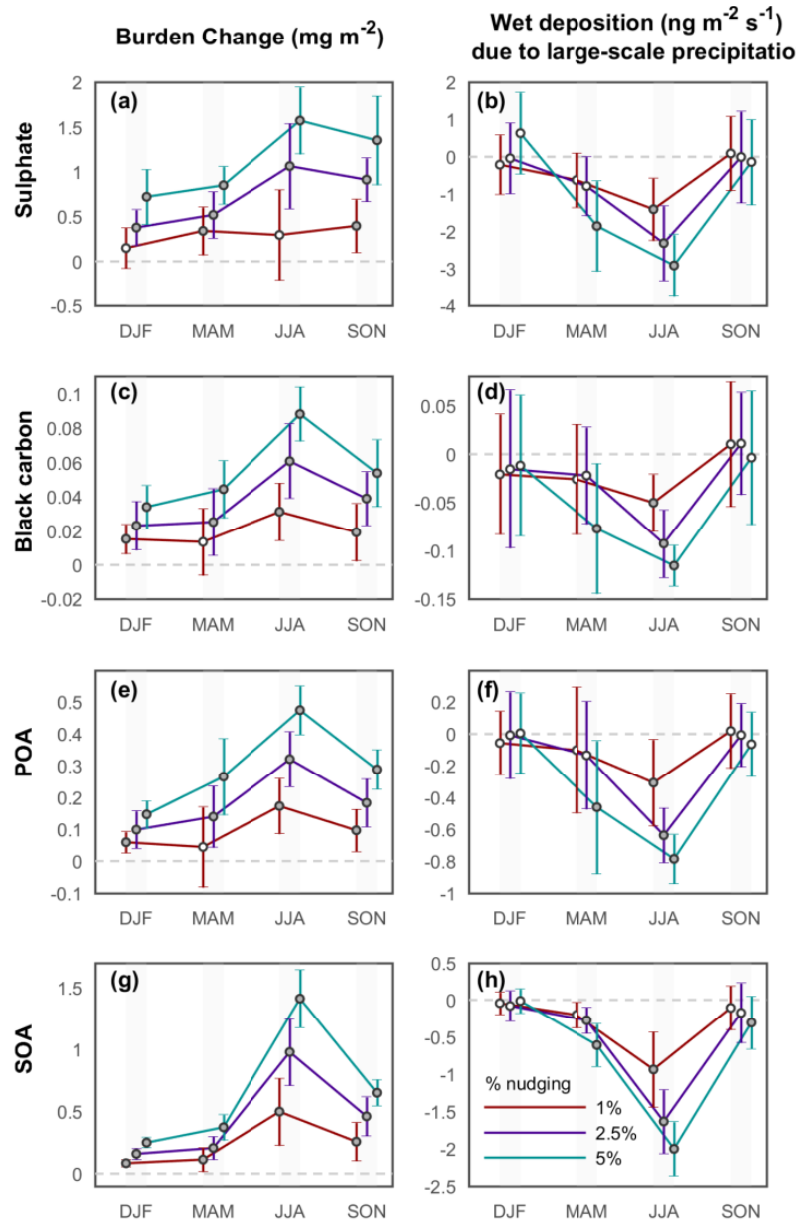 Burden Change (mg m⁻²)
Wet deposition (ng m⁻² s⁻¹)
due to large-scale precipitatio
Sulphate
(a)
2
1.5
1
0.5
0
-0.5
DJF MAM JJA SON
(b)
2
1
0
-1
-2
-3
-4
DJF MAM JJA SON
Black carbon
(c)
0.1
0.08
0.06
0.04
0.02
0
-0.02
DJF MAM JJA SON
(d)
0.05
0
-0.05
-0.1
-0.15
DJF MAM JJA SON
POA
(e)
0.5
0.4
0.3
0.2
0.1
0
-0.1
DJF MAM JJA SON
(f)
0.2
0
-0.2
-0.4
-0.6
-0.8
-1
DJF MAM JJA SON
SOA
(g)
1.5
1
0.5
0
DJF MAM JJA SON
(h)
0.5
0
-0.5
-1
-1.5
-2
-2.5
% nudging
1%
2.5%
5%
DJF MAM JJA SON